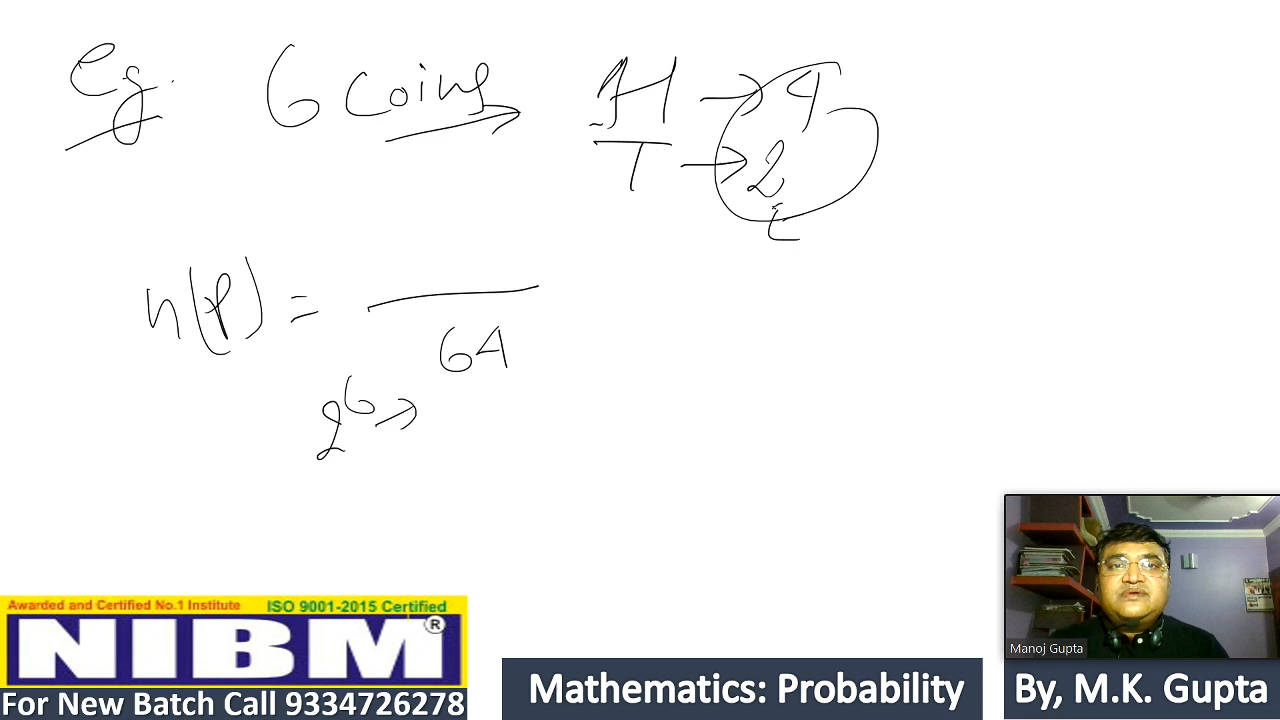 eg. 6 coins H → 4
T → 2
n(P) =
64
2^6 →
Manoj Gupta
Awarded and Certified No.1 Institute ISO 9001-2015 Certified
NIBM ®
For New Batch Call 9334726278
Mathematics: Probability
By, M.K. Gupta